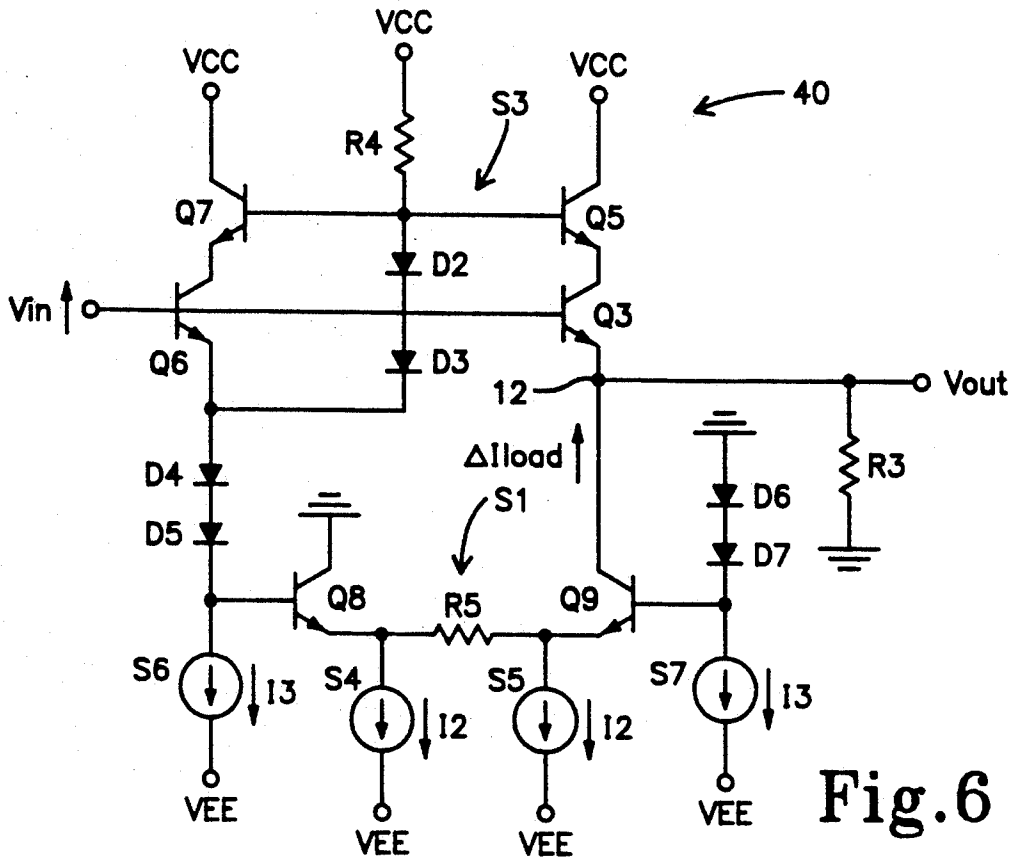 VCC
VCC
VCC
40
S3
R4
Q7
Q5
D2
Vin
Q3
Q6
D3
12
Vout
ΔIload
R3
D4
S1
D6
D5
D7
Q8
R5
Q9
S6
I3
S4
I2
S5
I2
S7
I3
VEE
VEE
VEE
VEE
Fig.6